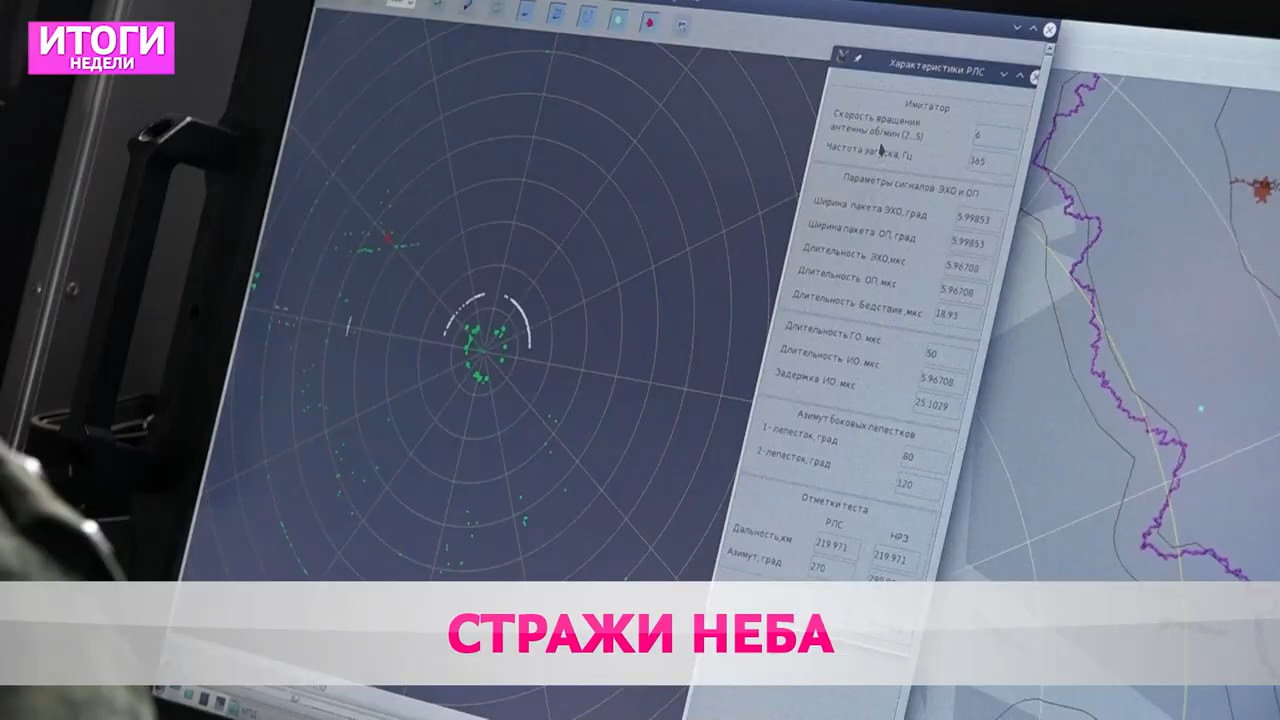 ИТОГИ
НЕДЕЛИ
Характеристики РЛС
Имитатор
Скорость вращения
антенны об/мин (2..5)
6
Частота запуска, Гц
365
Параметры сигналов ЭХО и ОП
Ширина пакета ЭХО, град
5.99853
Ширина пакета ОП, град
5.99853
Длительность ЭХО,мкс
5.96708
Длительность ОП, мкс
5.96708
Длительность Бедствие,мкс
18.93
Длительность ГО, мкс
50
Длительность ИО, мкс
5.96708
Задержка ИО, мкс
25.1029
Азимут боковых лепестков
1- лепесток, град
80
2-лепесток, град
120
Отметки теста
РЛС НРЗ
Дальность,км
219.971 219.971
Азимут, град
270
СТРАЖИ НЕБА